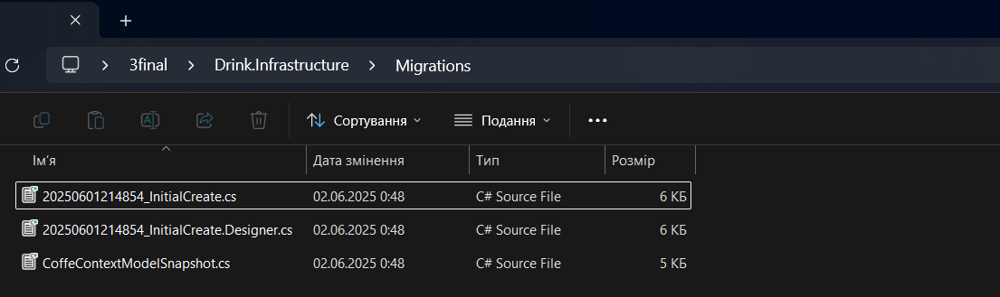 3final > Drink.Infrastructure > Migrations
Сортування Подання
Ім'я Дата змінення Тип Розмір
20250601214854_InitialCreate.cs 02.06.2025 0:48 C# Source File 6 КБ
20250601214854_InitialCreate.Designer.cs 02.06.2025 0:48 C# Source File 6 КБ
CoffeContextModelSnapshot.cs 02.06.2025 0:48 C# Source File 5 КБ